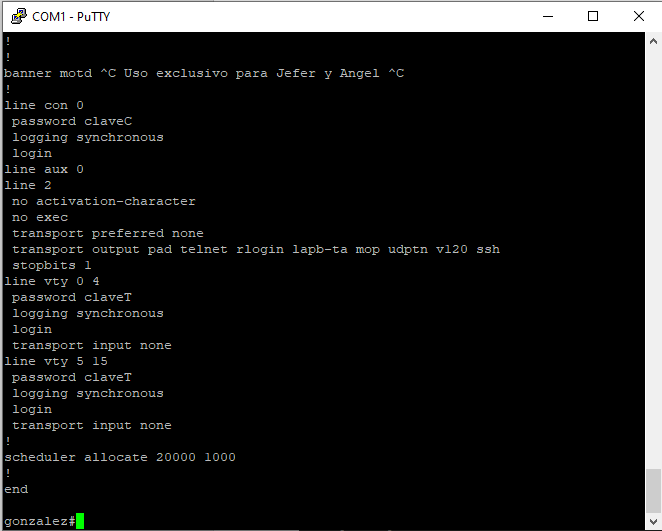 COM1 - PuTTY
!
!
banner motd ^C Uso exclusivo para Jefer y Angel ^C
!
line con 0
 password claveC
 logging synchronous
 login
line aux 0
line 2
 no activation-character
 no exec
 transport preferred none
 transport output pad telnet rlogin lapb-ta mop udptn v120 ssh
 stopbits 1
line vty 0 4
 password claveT
 logging synchronous
 login
 transport input none
line vty 5 15
 password claveT
 logging synchronous
 login
 transport input none
!
scheduler allocate 20000 1000
!
end
gonzalez#